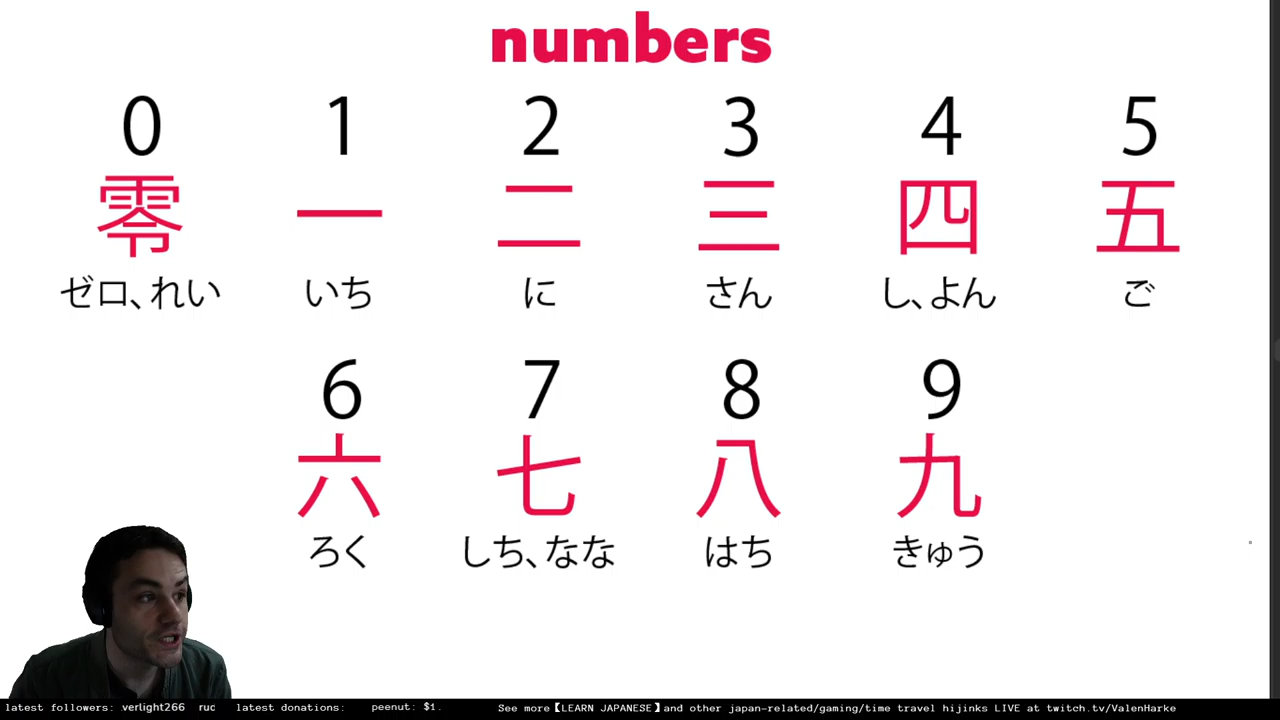 numbers
0 1 2 3 4 5
零 一 二 三 四 五
ゼロ、れい いち に さん し、よん ご
6 7 8 9
六 七 八 九
ろく しち、なな はち きゅう
latest followers: verlight266 ruc latest donations: peenut: $1. See more【LEARN JAPANESE】and other japan-related/gaming/time travel hijinks LIVE at twitch.tv/ValenHarke